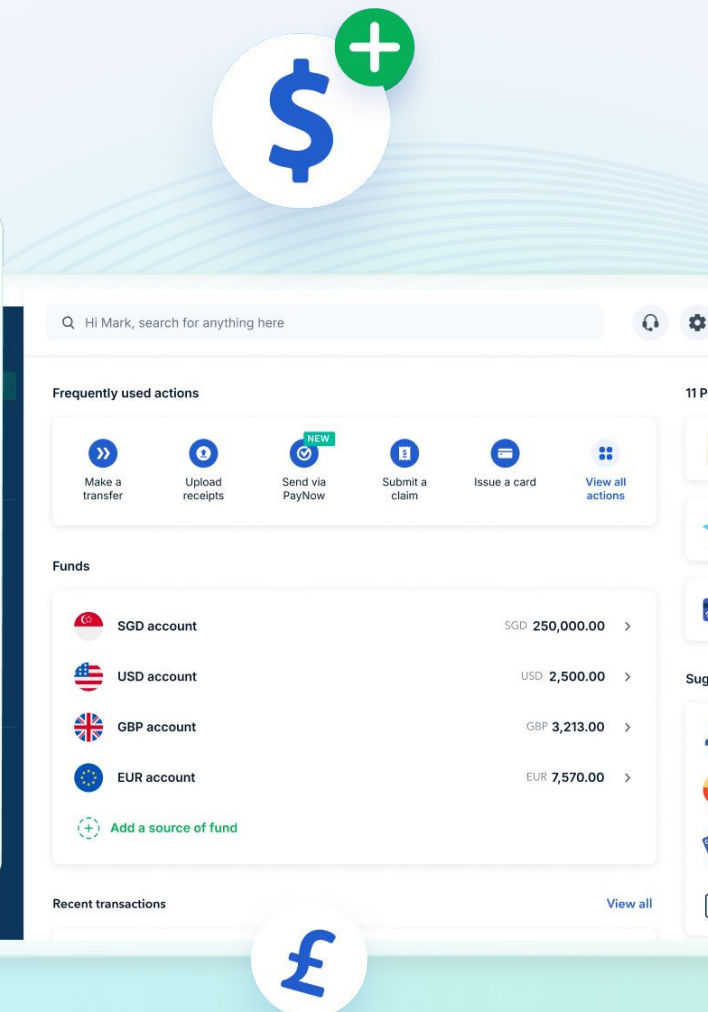 $
Hi Mark, search for anything here
Frequently used actions
11 P
NEW
Make a
transfer
Upload
receipts
Send via
PayNow
Submit a
claim
Issue a card
View all
actions
Funds
SGD account
SGD 250,000.00
USD account
USD 2,500.00
Sug
GBP account
GBP 3,213.00
EUR account
EUR 7,570.00
Add a source of fund
Recent transactions
View all
£